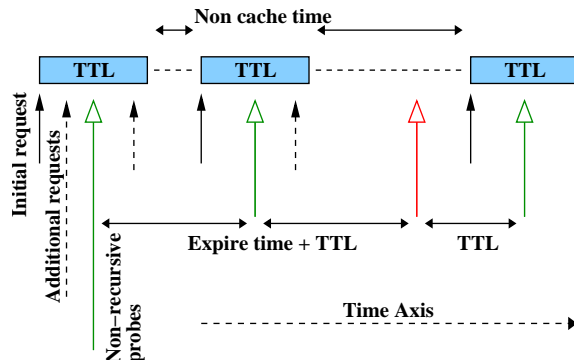 Non cache time
TTL
TTL
TTL
Initial request
Additional requests
Non-recursive
probes
Expire time + TTL
TTL
Time Axis